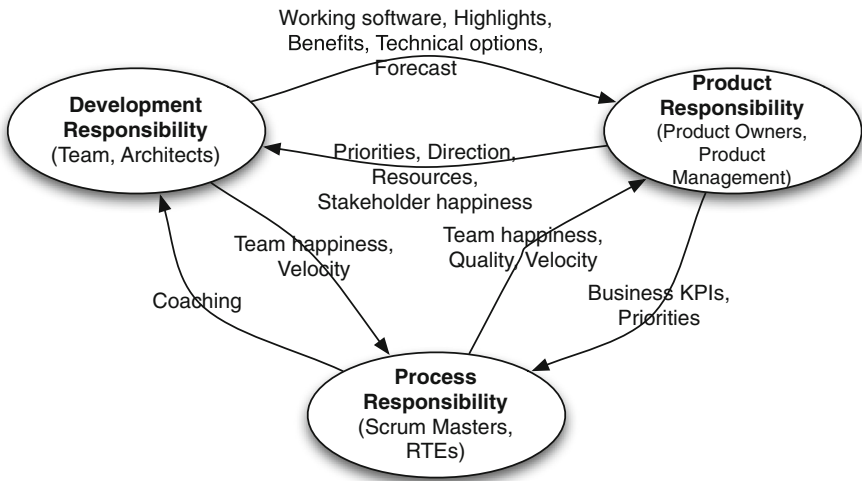 Working software, Highlights,
Benefits, Technical options,
Forecast
Development
Responsibility
(Team, Architects)
Product
Responsibility
(Product Owners,
Product
Management)
Priorities, Direction,
Resources,
Stakeholder happiness
Team happiness,
Velocity
Team happiness,
Quality, Velocity
Coaching
Business KPIs,
Priorities
Process
Responsibility
(Scrum Masters,
RTEs)